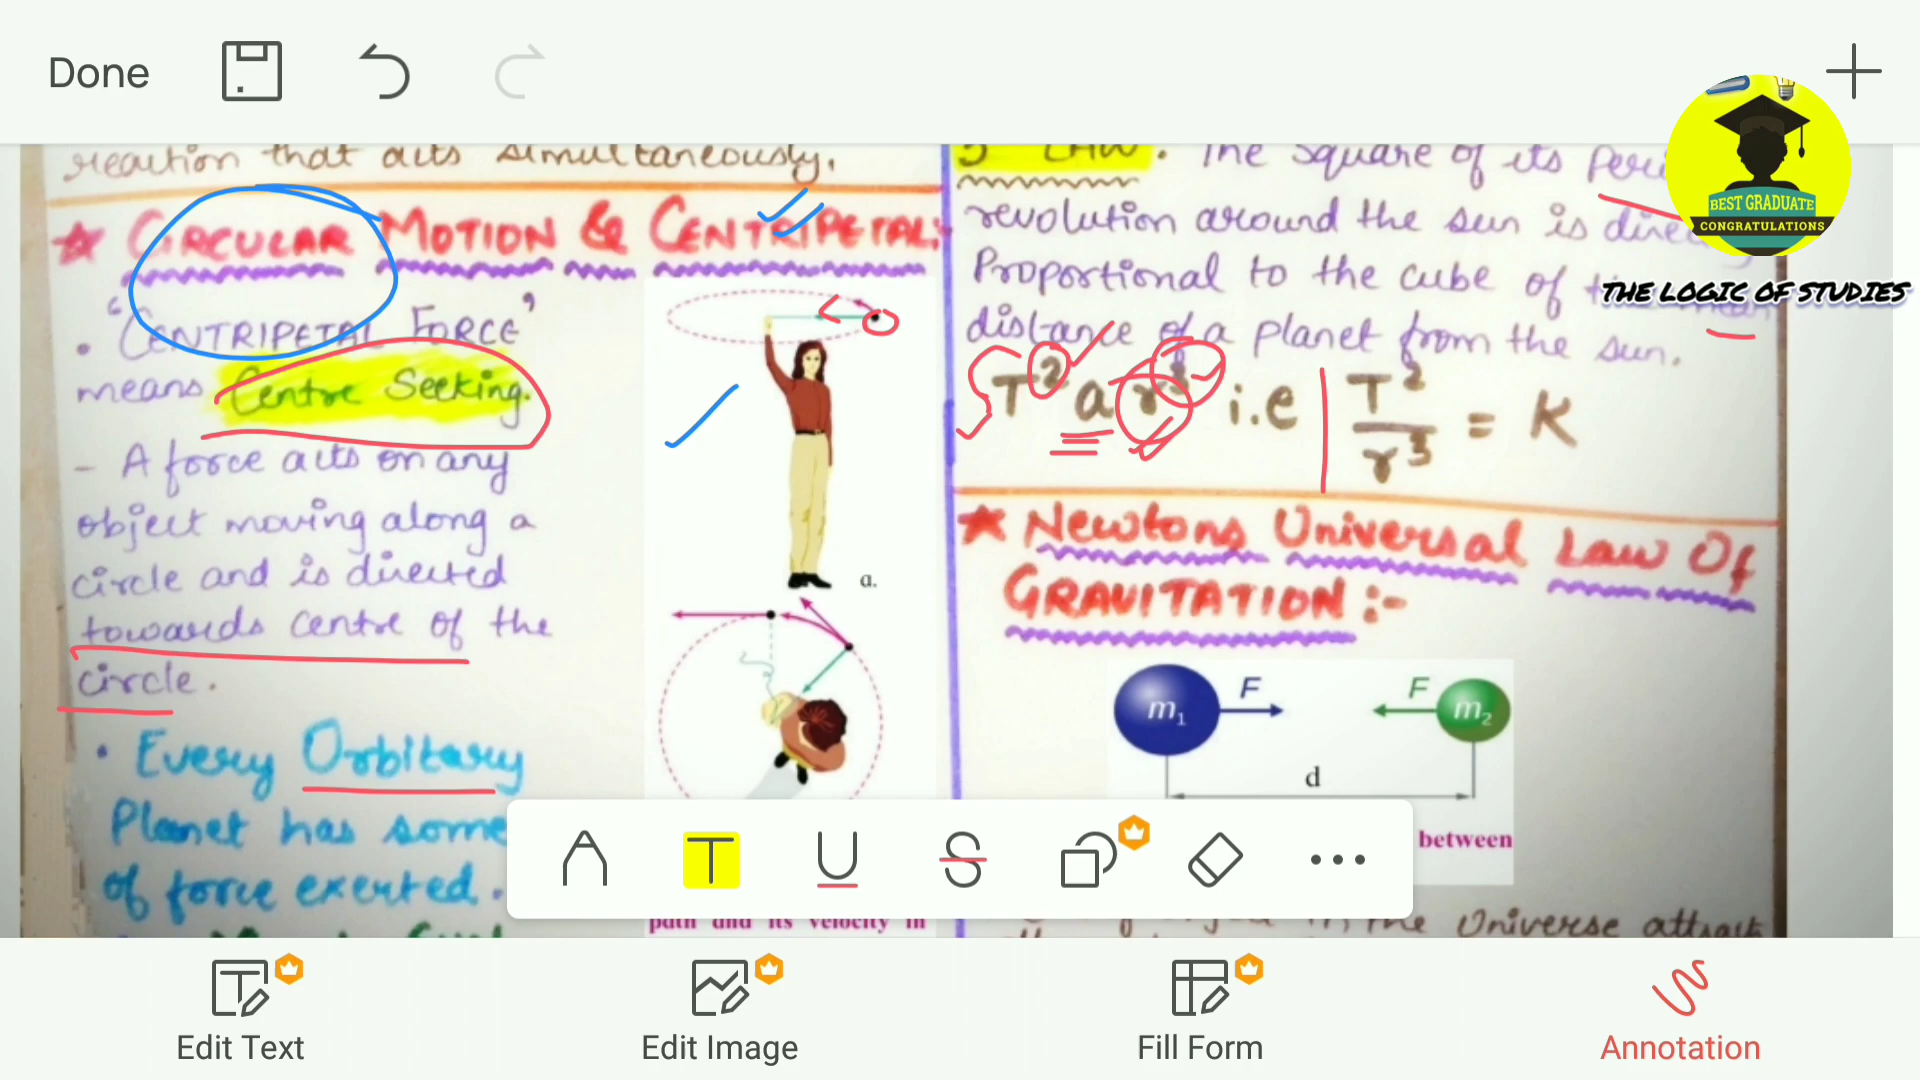 Done
BEST GRADUATE
CONGRATULATIONS
THE LOGIC OF STUDIES
reaction that acts simultaneously.
★ CIRCULAR MOTION & CENTRIPETAL:
• "CENTRIPETAL FORCE"
means Centre Seeking.
- A force acts on any
object moving along a
circle and is directed
towards centre of the
circle.
• Every Orbitary
Planet has some
of force exerted.
a.
path and its velocity in
LAW. The square of its
revolution around the sun is
Proportional to the cube of
distance of a planet from the sun.
T² α r³ i.e T²/r³ = K
★ Newtons Universal Law Of
GRAVITATION :-
m₁ F F m₂
d
between
in the Universe attract
A T U S
Edit Text Edit Image Fill Form Annotation